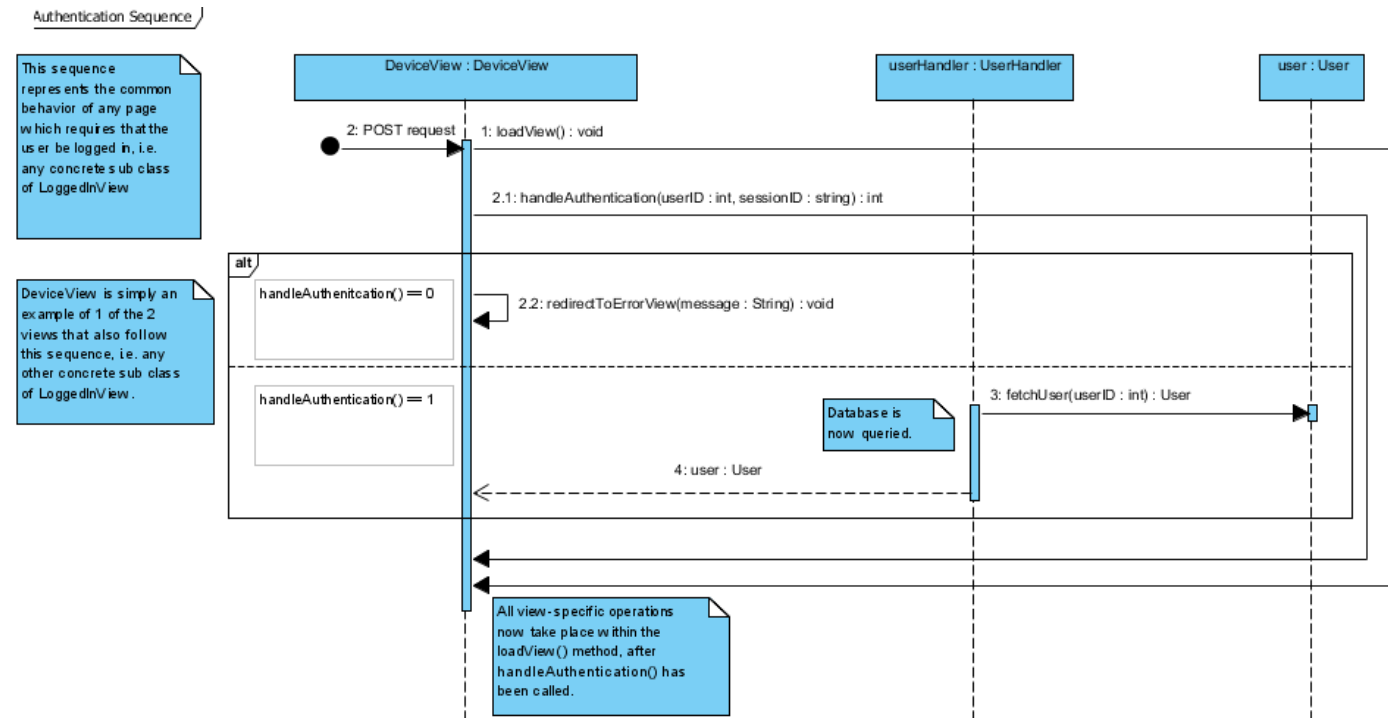 Authentication Sequence
This sequence
represents the common
behavior of any page
which requires that the
user be logged in, i.e.
any concrete sub class
of LoggedInView
DeviceView : DeviceView
userHandler : UserHandler
user : User
2: POST request
1: loadView() : void
2.1: handleAuthentication(userID : int, sessionID : string) : int
alt
DeviceView is simply an
example of 1 of the 2
views that also follow
this sequence, i.e. any
other concrete sub class
of LoggedInView.
handleAuthenitcation() == 0
2.2: redirectToErrorView(message : String) : void
handleAuthentication() == 1
Database is
now queried.
3: fetchUser(userID : int) : User
4: user : User
All view-specific operations
now take place within the
loadView() method, after
handleAuthentication() has
been called.